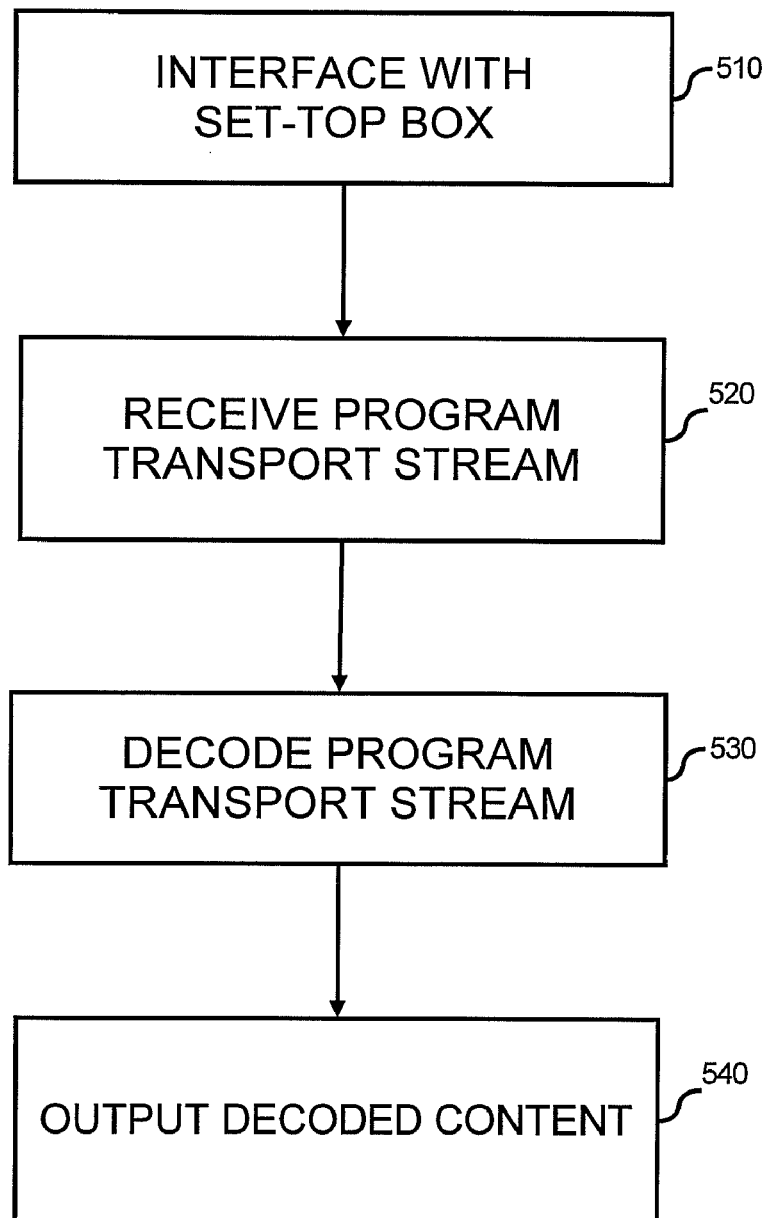 INTERFACE WITH
SET-TOP BOX
510
RECEIVE PROGRAM
TRANSPORT STREAM
520
DECODE PROGRAM
TRANSPORT STREAM
530
OUTPUT DECODED CONTENT
540